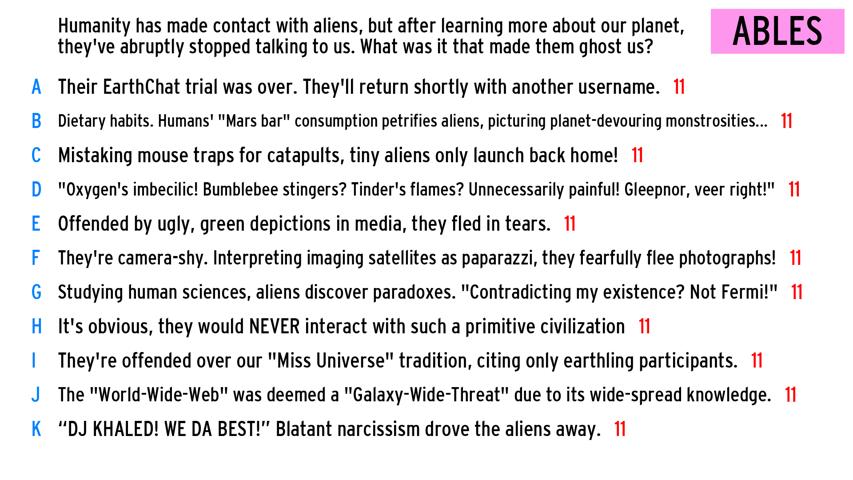 Humanity has made contact with aliens, but after learning more about our planet,
they've abruptly stopped talking to us. What was it that made them ghost us?
ABLES
A Their EarthChat trial was over. They'll return shortly with another username. 11
B Dietary habits. Humans' "Mars bar" consumption petrifies aliens, picturing planet-devouring monstrosities... 11
C Mistaking mouse traps for catapults, tiny aliens only launch back home! 11
D "Oxygen's imbecilic! Bumblebee stingers? Tinder's flames? Unnecessarily painful! Gleepnor, veer right!" 11
E Offended by ugly, green depictions in media, they fled in tears. 11
F They're camera-shy. Interpreting imaging satellites as paparazzi, they fearfully flee photographs! 11
G Studying human sciences, aliens discover paradoxes. "Contradicting my existence? Not Fermi!" 11
H It's obvious, they would NEVER interact with such a primitive civilization 11
I They're offended over our "Miss Universe" tradition, citing only earthling participants. 11
J The "World-Wide-Web" was deemed a "Galaxy-Wide-Threat" due to its wide-spread knowledge. 11
K “DJ KHALED! WE DA BEST!” Blatant narcissism drove the aliens away. 11